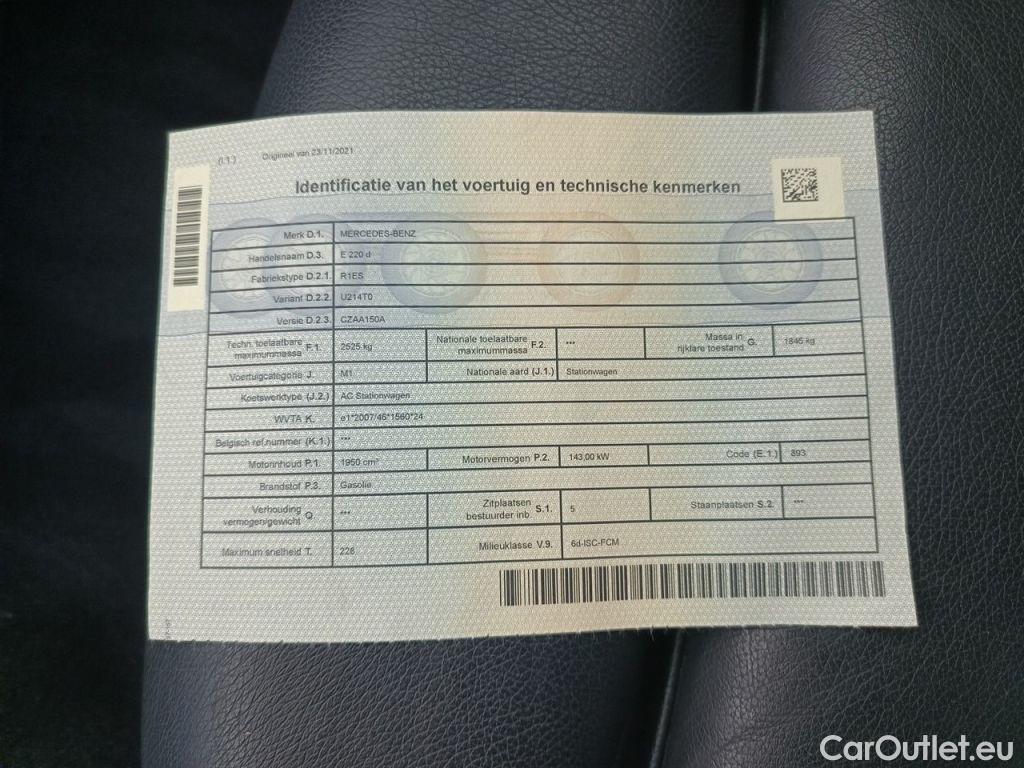 (I.1.) Origineel van 23/11/2021
Identificatie van het voertuig en technische kenmerken
Merk D.1. MERCEDES-BENZ
Handelsnaam D.3. E 220 d
Fabriekstype D.2.1. R1ES
Variant D.2.2. U214T0
Versie D.2.3. CZAA150A
Techn. toelaatbare maximummassa F.1. 2525 kg Nationale toelaatbare maximummassa F.2. *** Massa in rijklare toestand G. 1845 kg
Voertuigcategorie J. M1 Nationale aard (J.1.) Stationwagen
Koetswerktype (J.2.) AC Stationwagen
WVTA K. e1*2007/46*1560*24
Belgisch ref.nummer (K.1.) ***
Motorinhoud P.1. 1950 cm³ Motorvermogen P.2. 143,00 kW Code (E.1.) 893
Brandstof P.3. Gasolie
Verhouding vermogen/gewicht Q. *** Zitplaatsen bestuurder inb. S.1. 5 Staanplaatsen S.2. ***
Maximum snelheid T. 228 Milieuklasse V.9. 6d-ISC-FCM
CarOutlet.eu